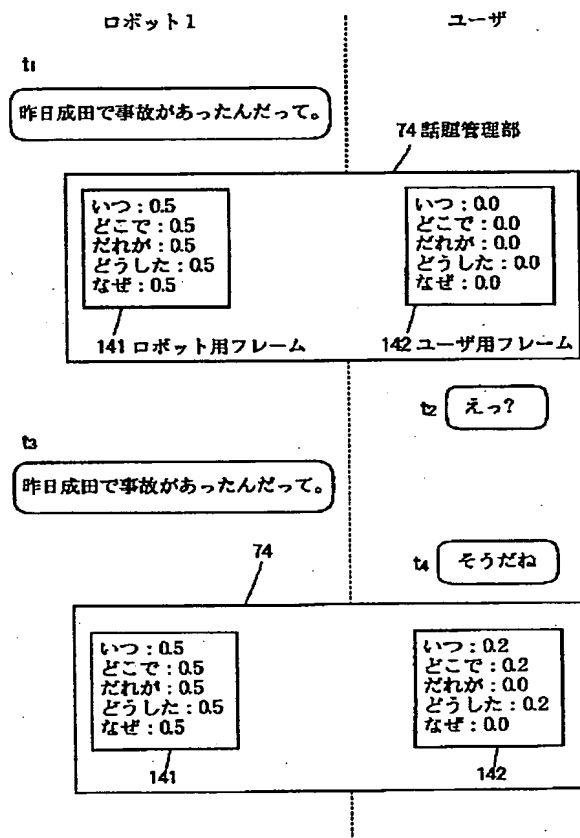 ロボット1
ユーザ
t1
昨日成田で事故があったんだって。
74 話題管理部
いつ:0.5
どこで:0.5
だれが:0.5
どうした:0.5
なぜ:0.5
141 ロボット用フレーム
いつ:0.0
どこで:0.0
だれが:0.0
どうした:0.0
なぜ:0.0
142 ユーザ用フレーム
t2
えっ?
t3
昨日成田で事故があったんだって。
74
t4
そうだね
いつ:0.5
どこで:0.5
だれが:0.5
どうした:0.5
なぜ:0.5
141
いつ:0.2
どこで:0.2
だれが:0.0
どうした:0.2
なぜ:0.0
142